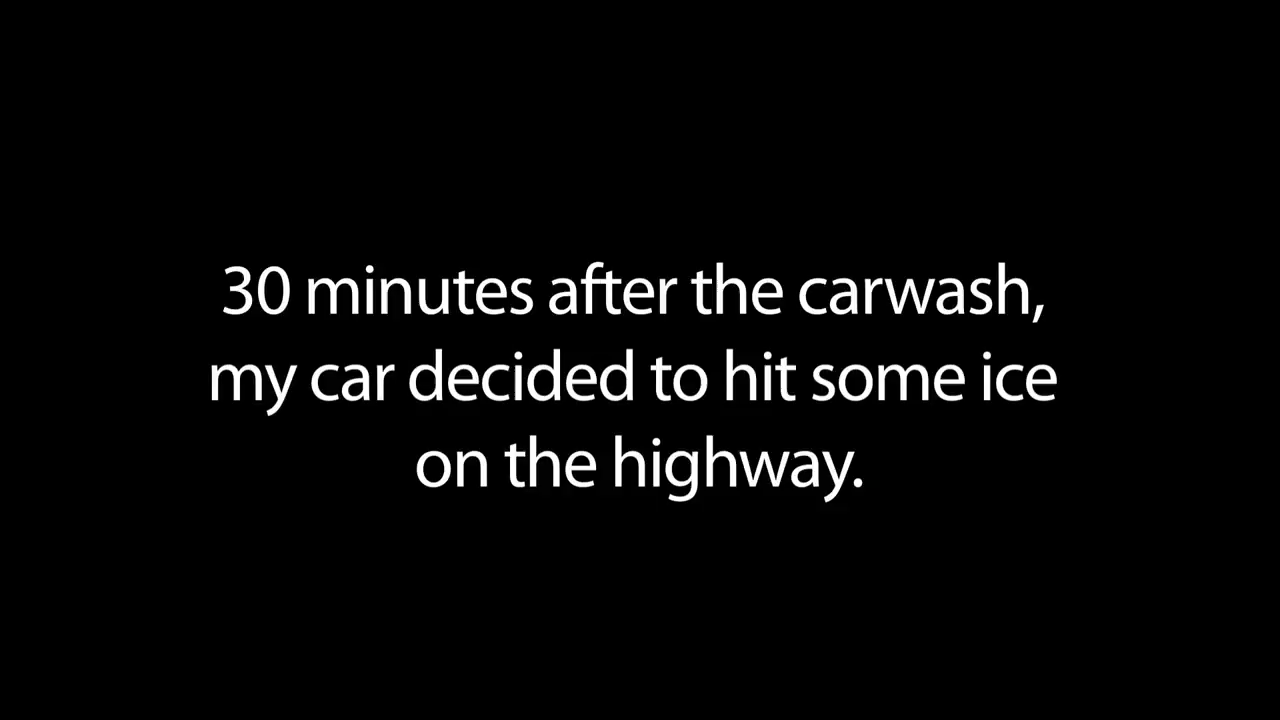 30 minutes after the carwash,
my car decided to hit some ice
on the highway.